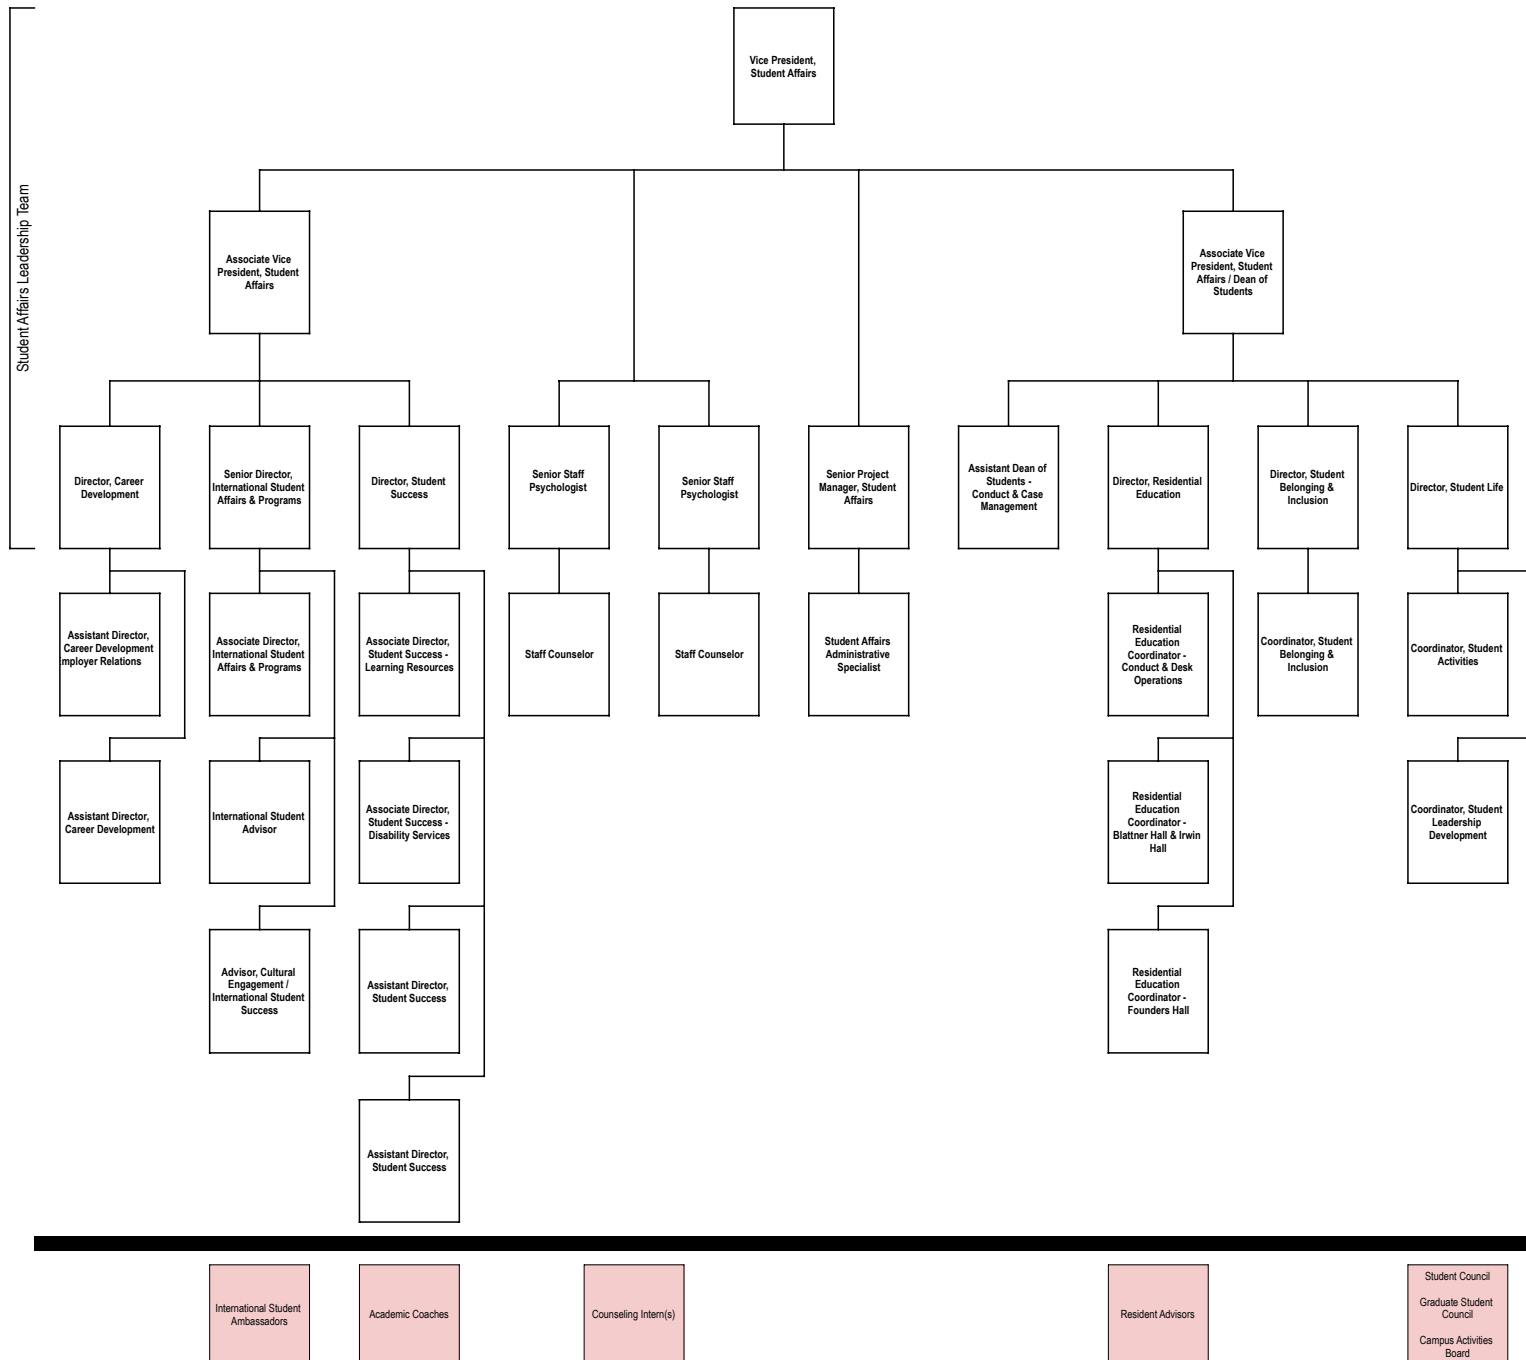 Vice President,
Student Affairs
Student Affairs Leadership Team
Associate Vice
President, Student
Affairs
Associate Vice
President, Student
Affairs / Dean of
Students
Director, Career
Development
Senior Director,
International Student
Affairs & Programs
Director, Student
Success
Senior Staff
Psychologist
Senior Staff
Psychologist
Senior Project
Manager, Student
Affairs
Assistant Dean of
Students -
Conduct & Case
Management
Director, Residential
Education
Director, Student
Belonging &
Inclusion
Director, Student Life
Assistant Director,
Career Development
mployer Relations
Associate Director,
International Student
Affairs & Programs
Associate Director,
Student Success -
Learning Resources
Staff Counselor
Staff Counselor
Student Affairs
Administrative
Specialist
Residential
Education
Coordinator -
Conduct & Desk
Operations
Coordinator, Student
Belonging &
Inclusion
Coordinator, Student
Activities
Assistant Director,
Career Development
International Student
Advisor
Associate Director,
Student Success -
Disability Services
Residential
Education
Coordinator -
Blattner Hall & Irwin
Hall
Coordinator, Student
Leadership
Development
Advisor, Cultural
Engagement /
International Student
Success
Assistant Director,
Student Success
Residential
Education
Coordinator -
Founders Hall
Assistant Director,
Student Success
International Student
Ambassadors
Academic Coaches
Counseling Intern(s)
Resident Advisors
Student Council
Graduate Student
Council
Campus Activities
Board